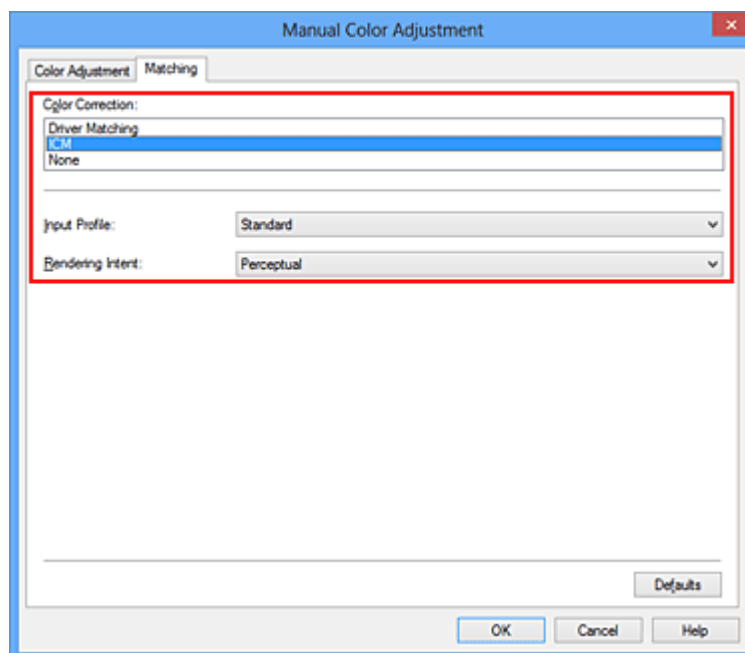 Manual Color Adjustment
Color Adjustment Matching
Color Correction:
Driver Matching
ICM
None
Input Profile: Standard
Rendering Intent: Perceptual
Defaults
OK Cancel Help